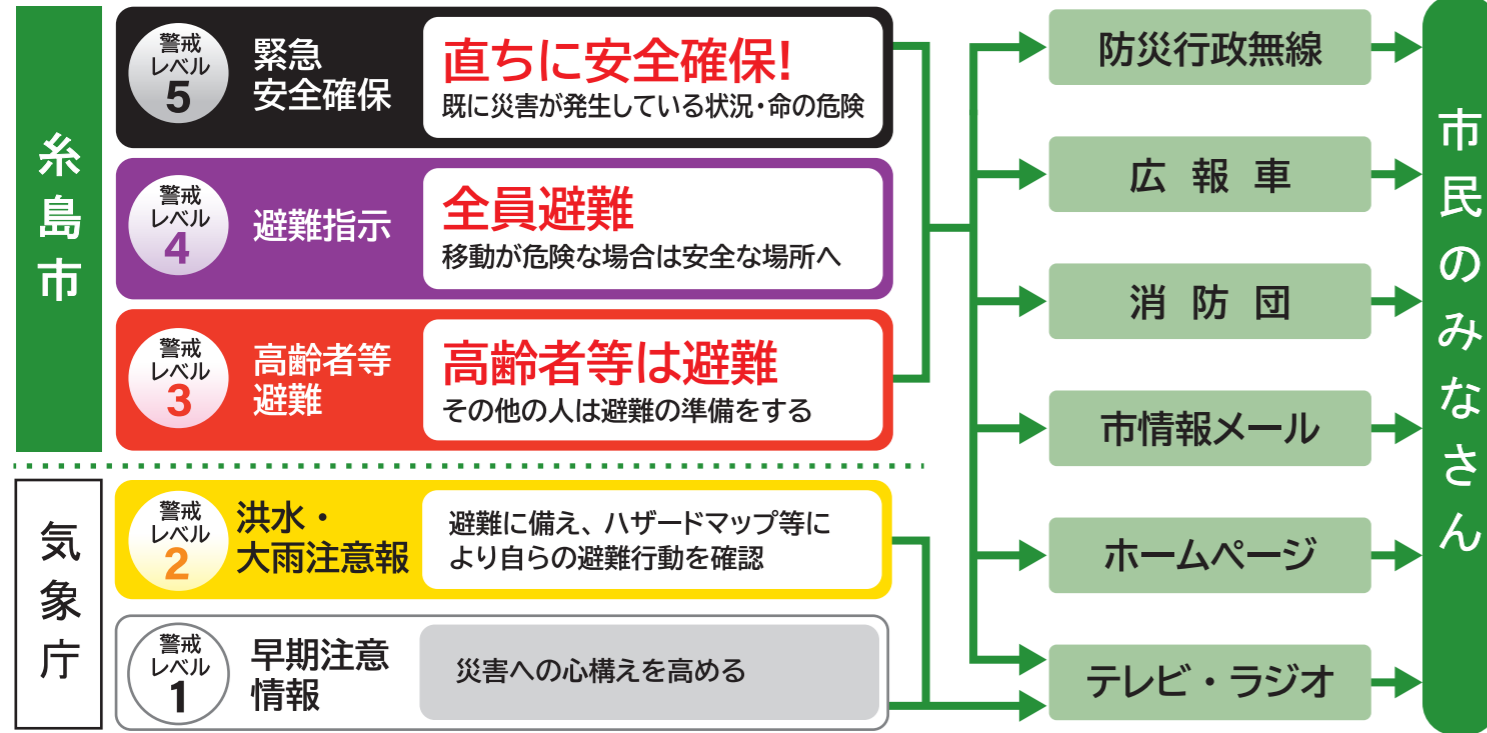 糸島市
警戒
レベル
5
緊急
安全確保
直ちに安全確保!
既に災害が発生している状況・命の危険
警戒
レベル
4
避難指示
全員避難
移動が危険な場合は安全な場所へ
警戒
レベル
3
高齢者等
避難
高齢者等は避難
その他の人は避難の準備をする
気象庁
警戒
レベル
2
洪水・
大雨注意報
避難に備え、ハザードマップ等に
より自らの避難行動を確認
警戒
レベル
1
早期注意
情報
災害への心構えを高める
防災行政無線
広報車
消防団
市情報メール
ホームページ
テレビ・ラジオ
市民のみなさん